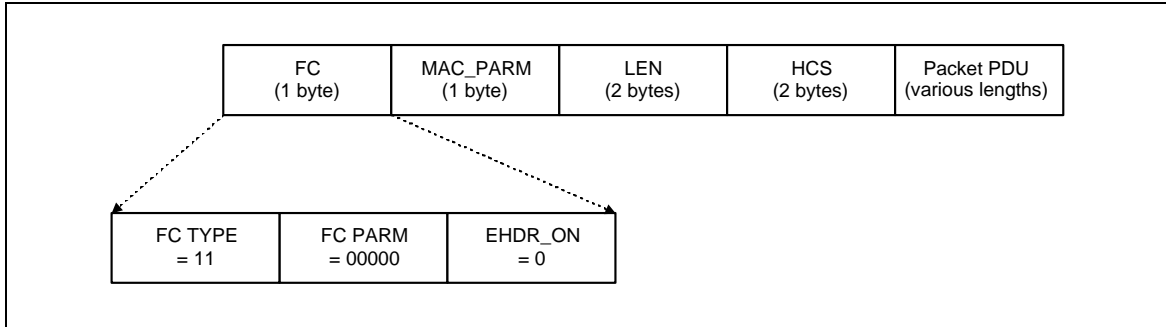 FC
(1 byte)
MAC_PARM
(1 byte)
LEN
(2 bytes)
HCS
(2 bytes)
Packet PDU
(various lengths)
FC TYPE
= 11
FC PARM
= 00000
EHDR_ON
= 0